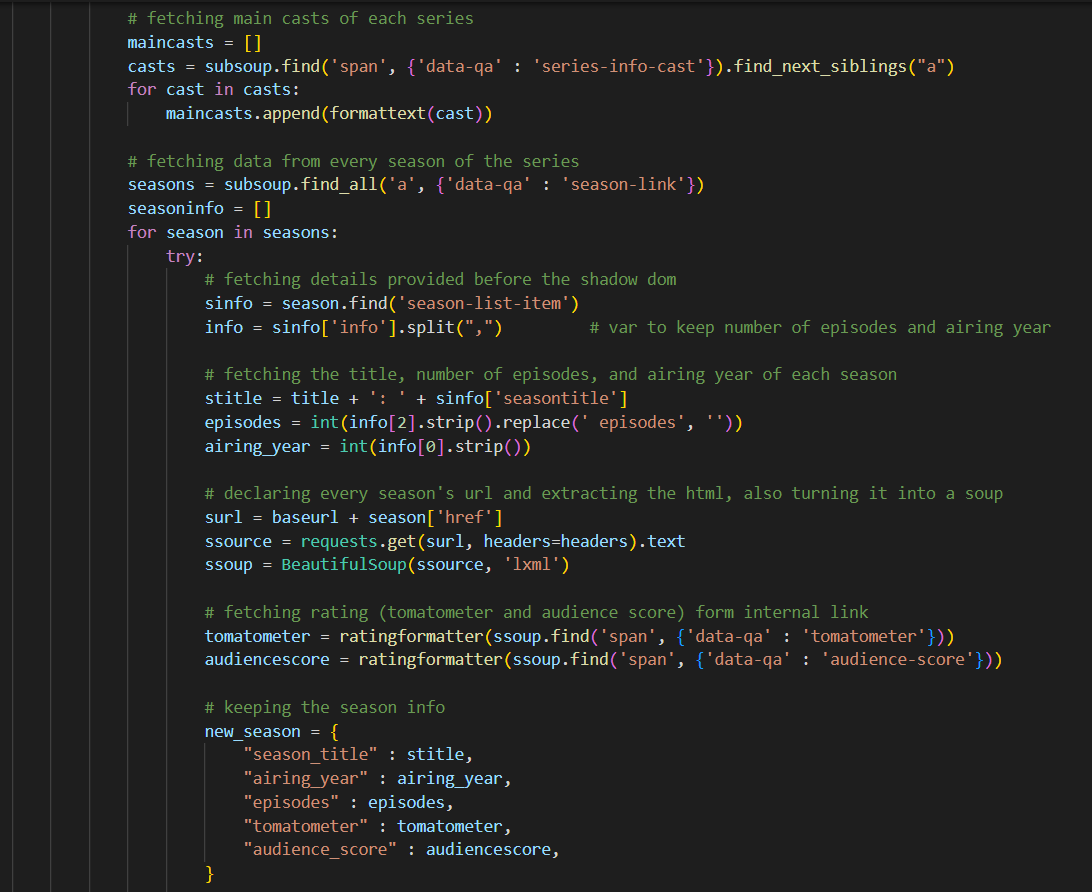 # fetching main casts of each series
maincasts = []
casts = subsoup.find('span', {'data-qa' : 'series-info-cast'}).find_next_siblings("a")
for cast in casts:
maincasts.append(formattext(cast))
# fetching data from every season of the series
seasons = subsoup.find_all('a', {'data-qa' : 'season-link'})
seasoninfo = []
for season in seasons:
try:
# fetching details provided before the shadow dom
sinfo = season.find('season-list-item')
info = sinfo['info'].split(",") # var to keep number of episodes and airing year
# fetching the title, number of episodes, and airing year of each season
stitle = title + ': ' + sinfo['seasontitle']
episodes = int(info[2].strip().replace(' episodes', ''))
airing_year = int(info[0].strip())
# declaring every season's url and extracting the html, also turning it into a soup
surl = baseurl + season['href']
ssource = requests.get(surl, headers=headers).text
ssoup = BeautifulSoup(ssource, 'lxml')
# fetching rating (tomatometer and audience score) form internal link
tomatometer = ratingformatter(ssoup.find('span', {'data-qa' : 'tomatometer'}))
audiencescore = ratingformatter(ssoup.find('span', {'data-qa' : 'audience-score'}))
# keeping the season info
new_season = {
"season_title" : stitle,
"airing_year" : airing_year,
"episodes" : episodes,
"tomatometer" : tomatometer,
"audience_score" : audiencescore,
}